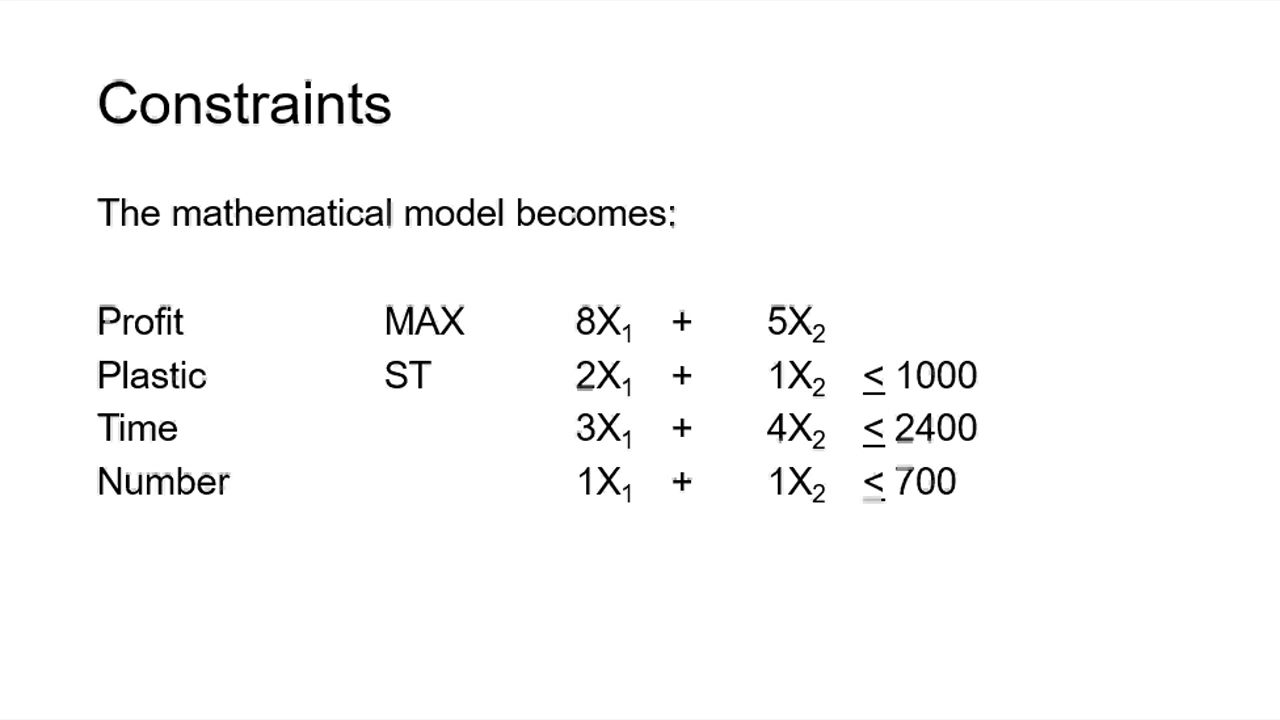 Constraints
The mathematical model becomes:
Profit MAX 8X₁ + 5X₂
Plastic ST 2X₁ + 1X₂ ≤ 1000
Time 3X₁ + 4X₂ ≤ 2400
Number 1X₁ + 1X₂ ≤ 700